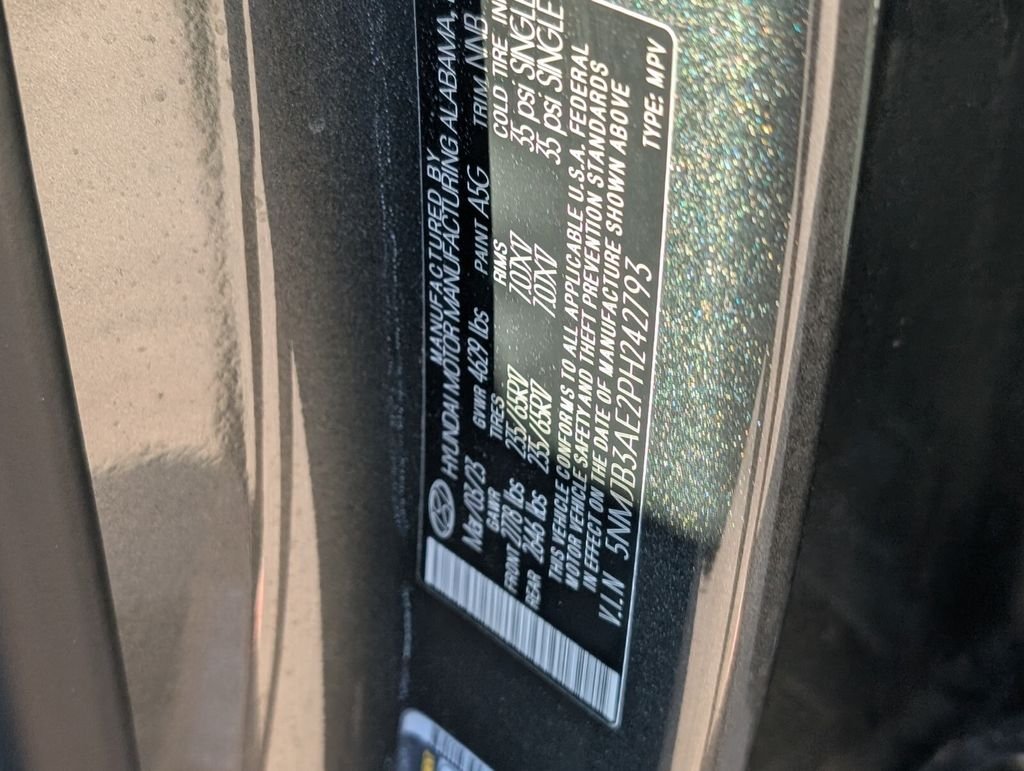 MANUFACTURED BY
HYUNDAI MOTOR MANUFACTURING ALABAMA,
Mar/03/23 GVWR 4629 lbs PAINT A5G TRIM NNB
GAWR TIRES RIMS COLD TIRE
FRONT 2778 lbs 235/65R17 7.0JX17 35 psi SINGLE
REAR 2646 lbs 235/65R17 7.0JX17 35 psi SINGLE
THIS VEHICLE CONFORMS TO ALL APPLICABLE U.S.A. FEDERAL
MOTOR VEHICLE SAFETY AND THEFT PREVENTION STANDARDS
IN EFFECT ON THE DATE OF MANUFACTURE SHOWN ABOVE
V.I.N 5NMJB3AE2PH242793 TYPE: MPV